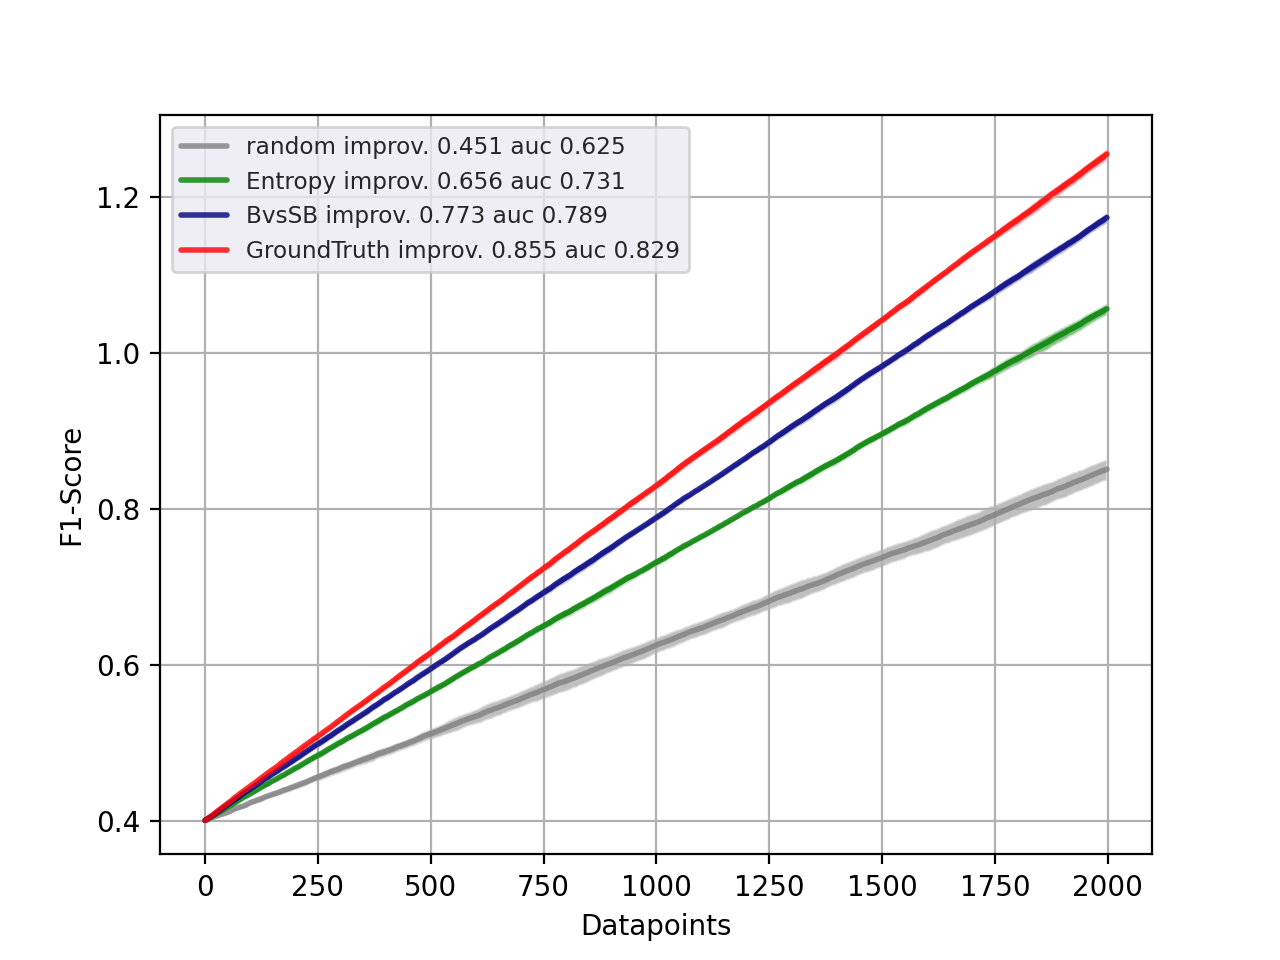 random improv. 0.451 auc 0.625
Entropy improv. 0.656 auc 0.731
BvsSB improv. 0.773 auc 0.789
GroundTruth improv. 0.855 auc 0.829
1.2
1.0
0.8
0.6
0.4
F1-Score
0 250 500 750 1000 1250 1500 1750 2000
Datapoints